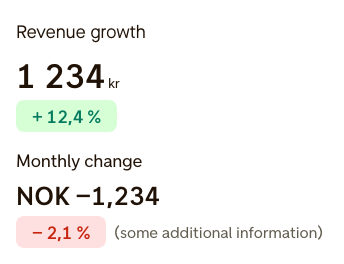 Revenue growth
1 234 kr
+ 12,4 %
Monthly change
NOK −1,234
− 2,1 % (some additional information)